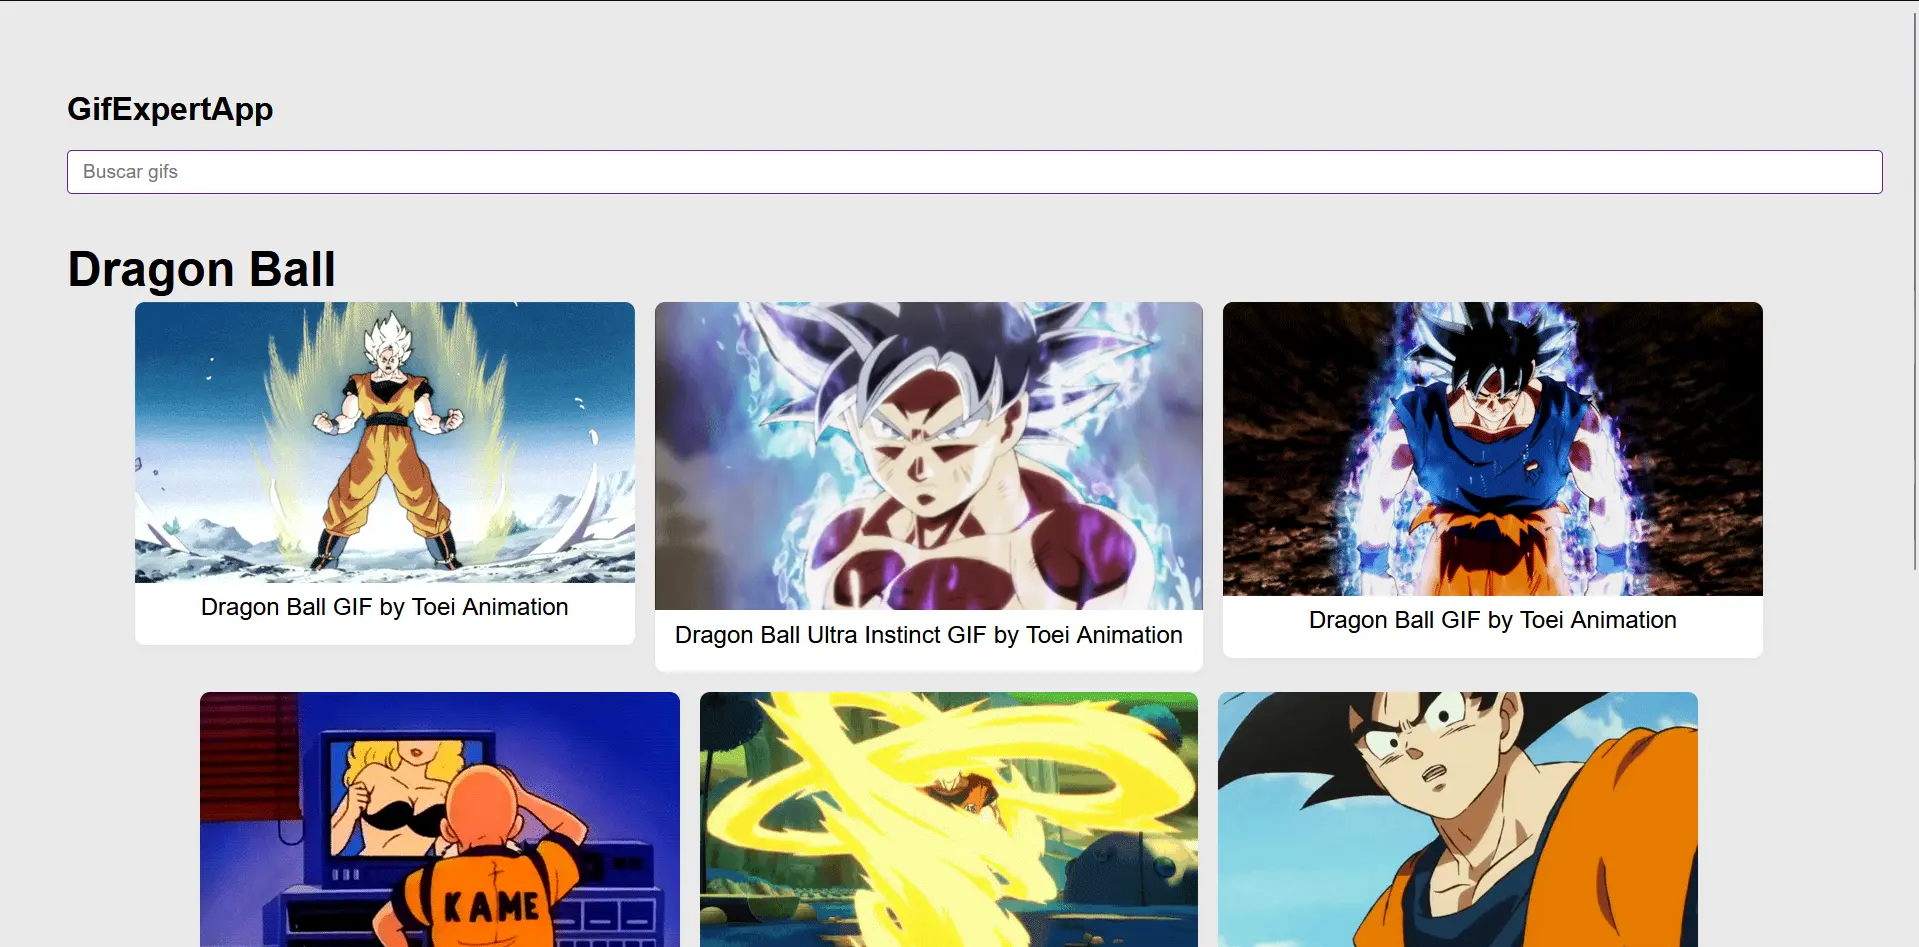 GifExpertApp
Buscar gifs
Dragon Ball
Dragon Ball GIF by Toei Animation
Dragon Ball Ultra Instinct GIF by Toei Animation
Dragon Ball GIF by Toei Animation
KAME